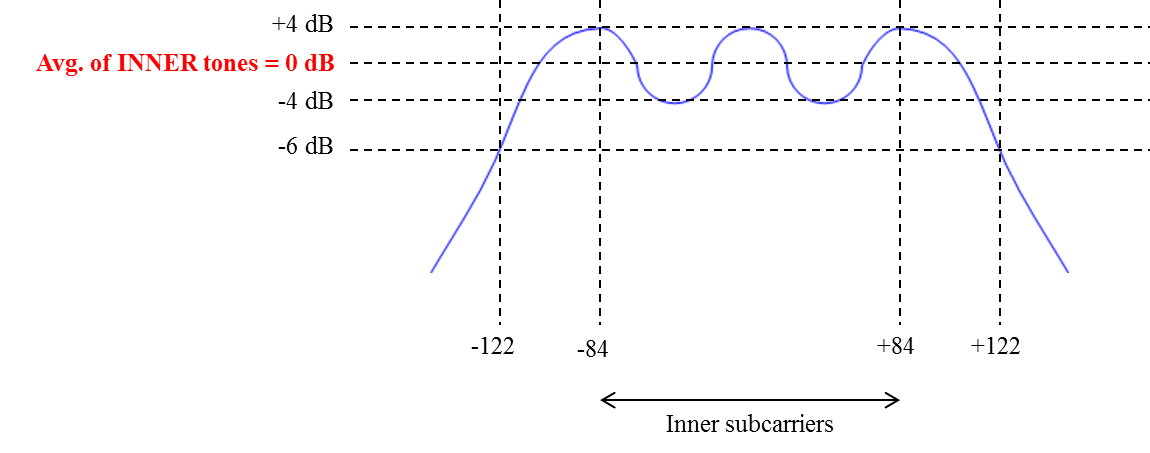 +4 dB
Avg. of INNER tones = 0 dB
-4 dB
-6 dB
-122
-84
+84
+122
Inner subcarriers